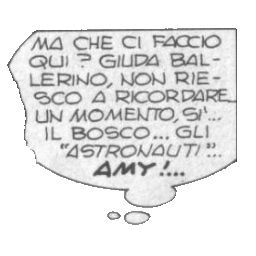 MA CHE CI FACCIO
QUI? GIUDA BAL-
LERINO, NON RIE-
SCO A RICORDARE...
UN MOMENTO, SI'...
IL BOSCO... GLI
"ASTRONAUTI"...
AMY!...